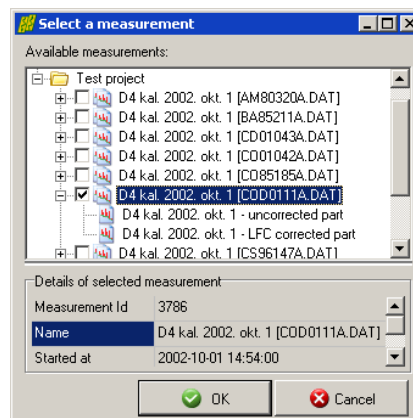 Select a measurement
Available measurements:
Test project
D4 kal. 2002. okt. 1 [AM80320A.DAT]
D4 kal. 2002. okt. 1 [BA85211A.DAT]
D4 kal. 2002. okt. 1 [CD01043A.DAT]
D4 kal. 2002. okt. 1 [CO01042A.DAT]
D4 kal. 2002. okt. 1 [CO85185A.DAT]
D4 kal. 2002. okt. 1 [COD0111A.DAT]
D4 kal. 2002. okt. 1 - uncorrected part
D4 kal. 2002. okt. 1 - LFC corrected part
D4 kal. 2002. okt. 1 [CS96147A.DAT]
Details of selected measurement
Measurement Id 3786
Name D4 kal. 2002. okt. 1 [COD0111A.DAT]
Started at 2002-10-01 14:54:00
OK Cancel